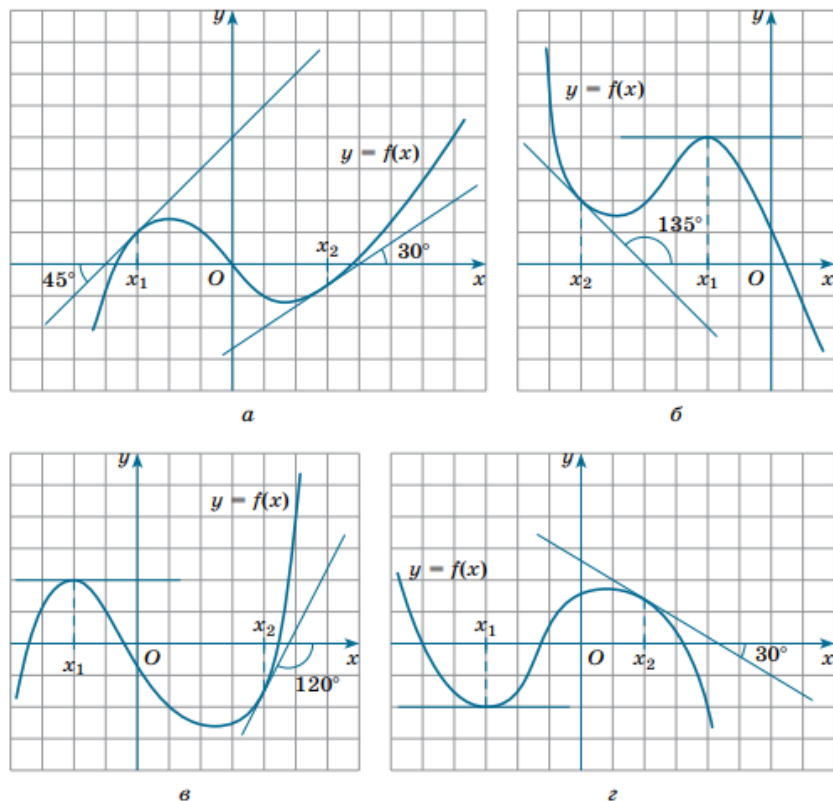 y
y = f(x)
x₂
30°
45°
x₁
O
x
а
y
y = f(x)
135°
x₂
x₁
O
x
б
y
y = f(x)
x₂
x₁
O
x
120°
в
y
y = f(x)
x₁
O
x₂
x
30°
г